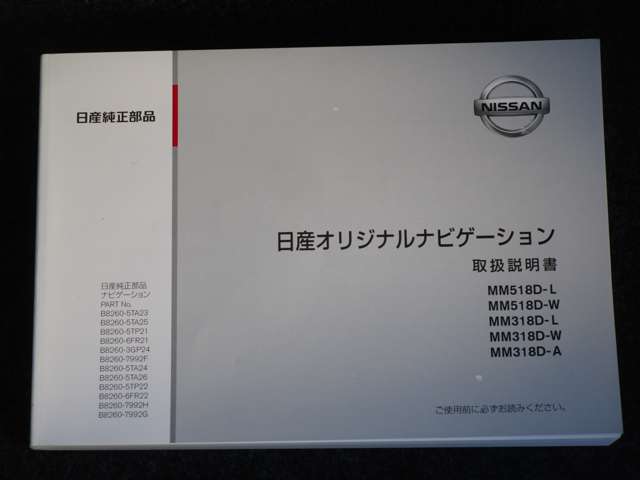 日産純正部品
NISSAN
日産オリジナルナビゲーション
取扱説明書
MM518D-L
MM518D-W
MM318D-L
MM318D-W
MM318D-A
日産純正部品
ナビゲーション
PART No.
B8260-5TA23
B8260-5TA25
B8260-5TP21
B8260-6FR21
B8260-3GP24
B8260-7992F
B8260-5TA24
B8260-5TA26
B8260-5TP22
B8260-6FR22
B8260-7992H
B8260-7992G
ご使用前に必ずお読みください。